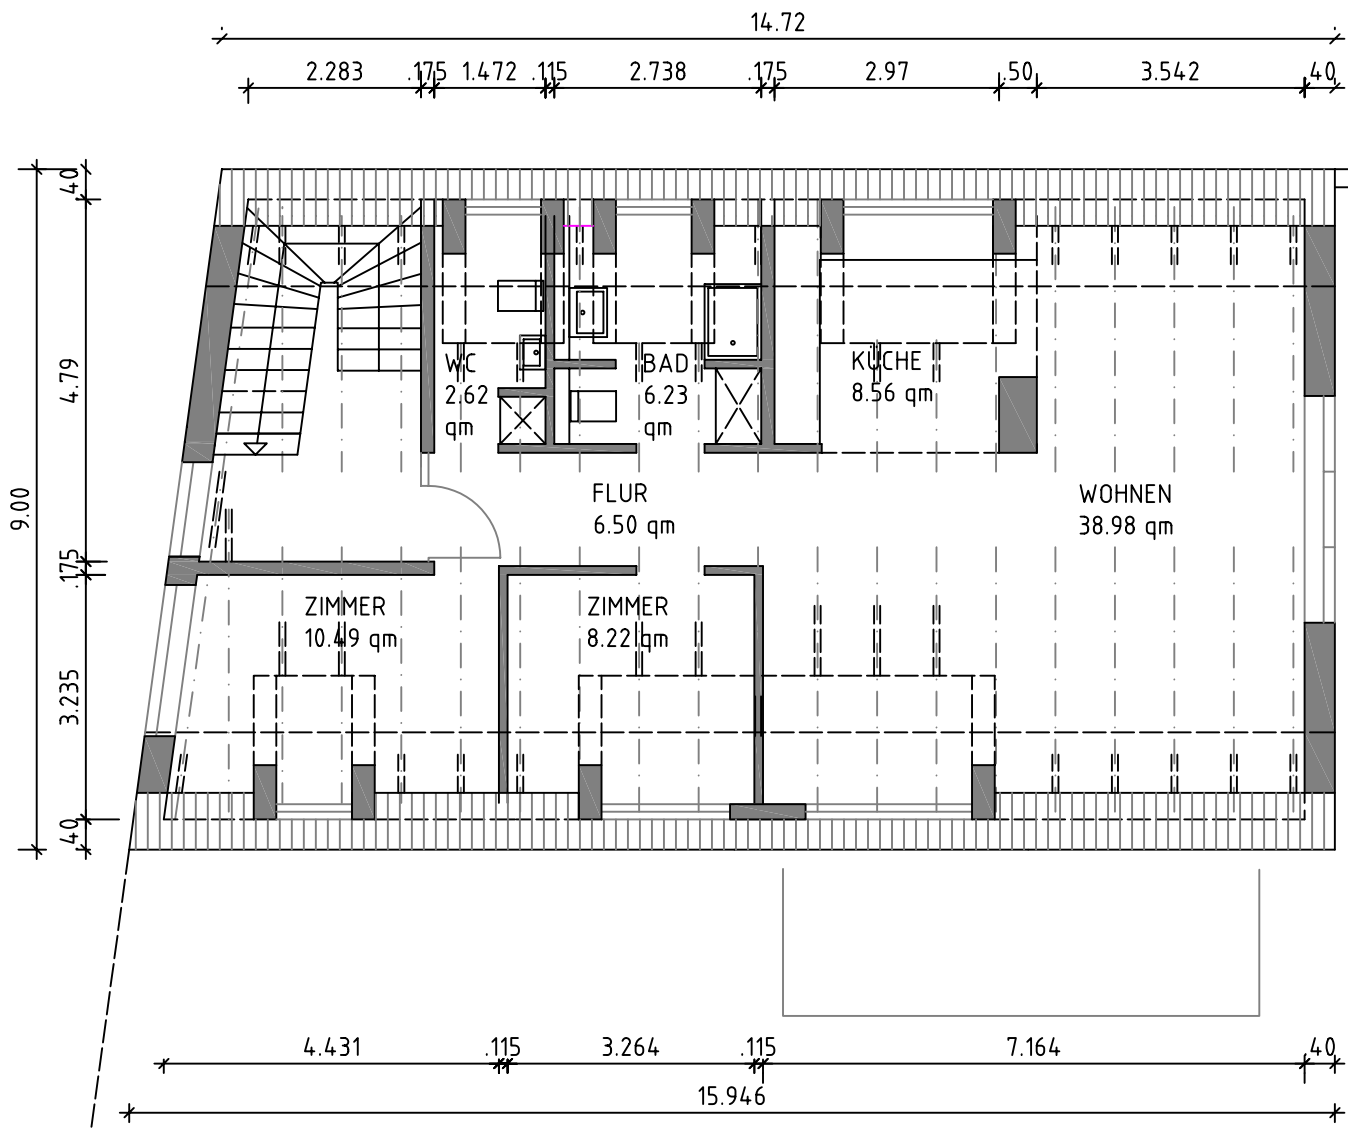 14.72
2.283 .175 1.472 .115 2.738 .175 2.97 .50 3.542 40
40
4.79
9.00
.175
3.235
40
WC
2.62
qm
BAD
6.23
qm
KÜCHE
8.56 qm
FLUR
6.50 qm
WOHNEN
38.98 qm
ZIMMER
10.49 qm
ZIMMER
8.22 qm
4.431 .115 3.264 .115 7.164 40
15.946